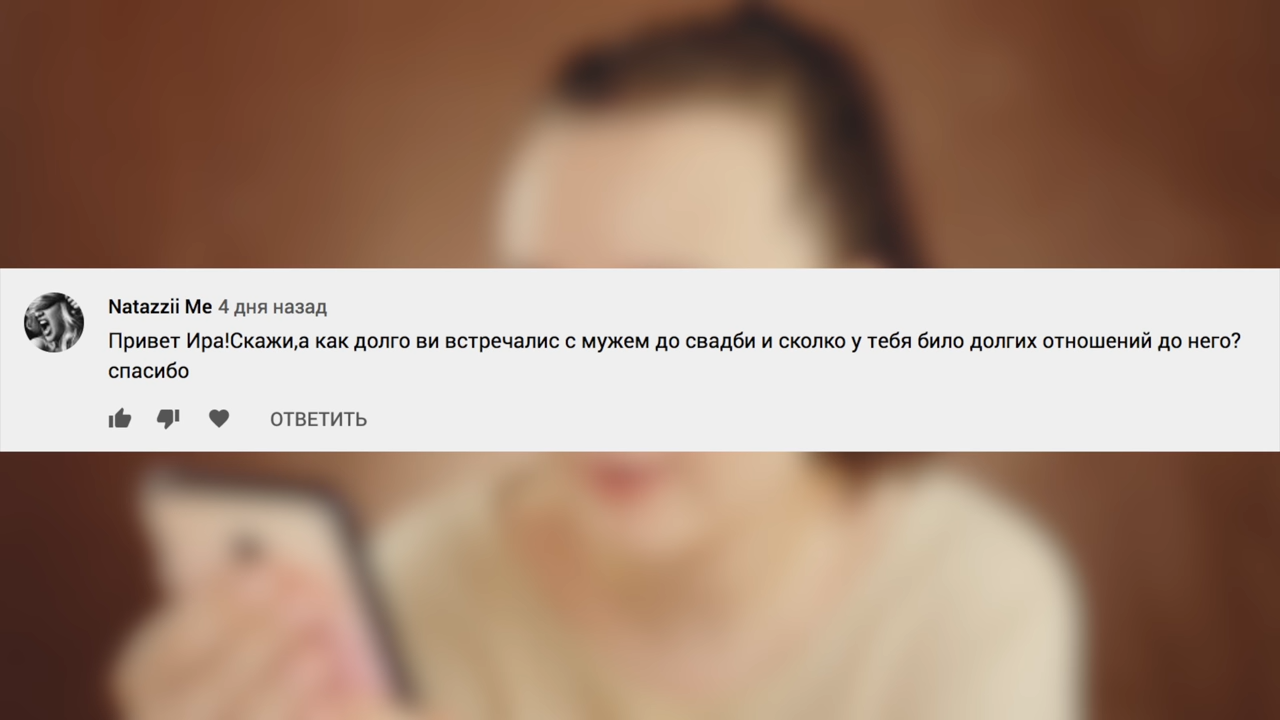 Natazzii Me 4 дня назад
Привет Ира!Скажи,а как долго ви встречалис с мужем до свадби и сколко у тебя било долгих отношений до него?
спасибо
ОТВЕТИТЬ